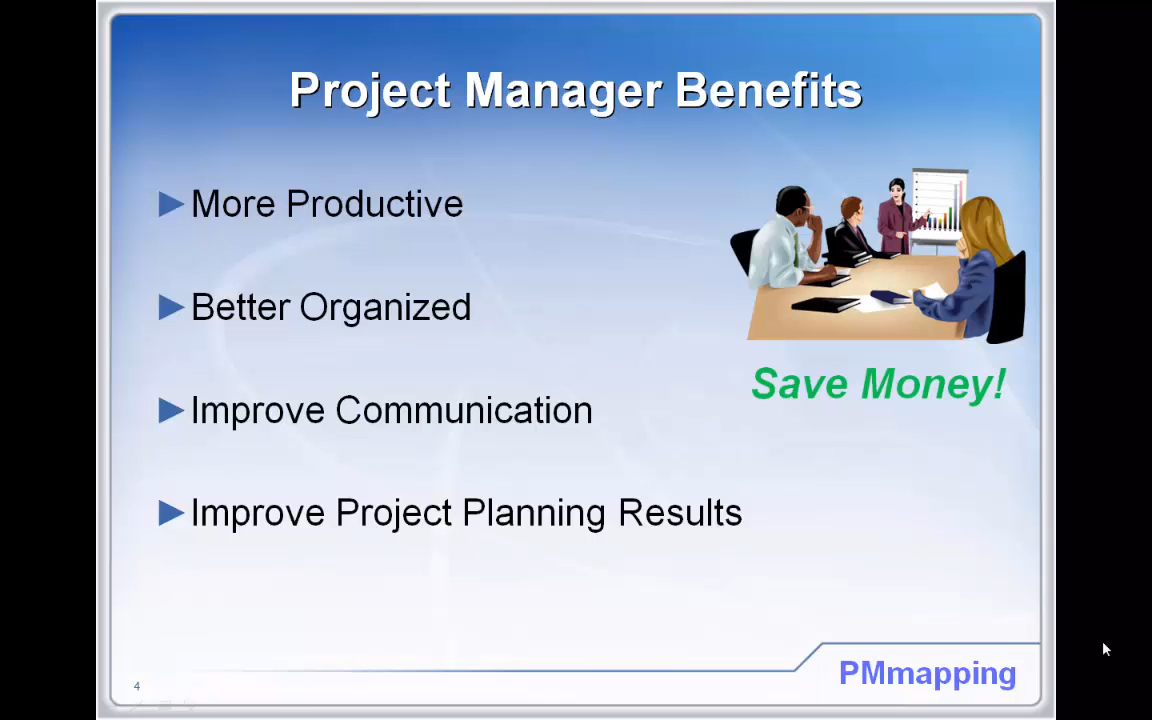 Project Manager Benefits
More Productive
Better Organized
Improve Communication
Improve Project Planning Results
Save Money!
4
PMmapping